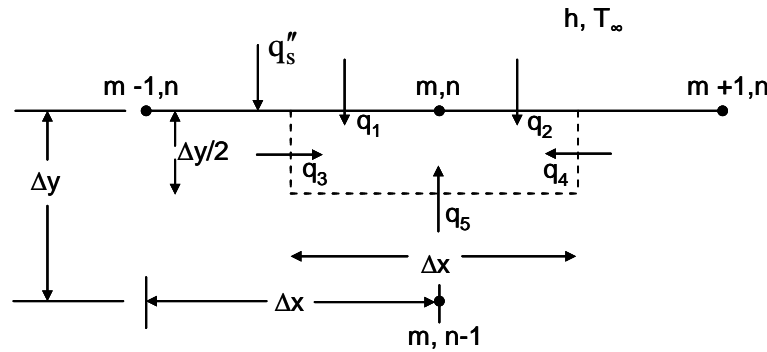 h, T∞
q″s
m -1,n
m,n
m +1,n
q1
q2
Δy/2
q3
q4
Δy
q5
Δx
Δx
m, n-1